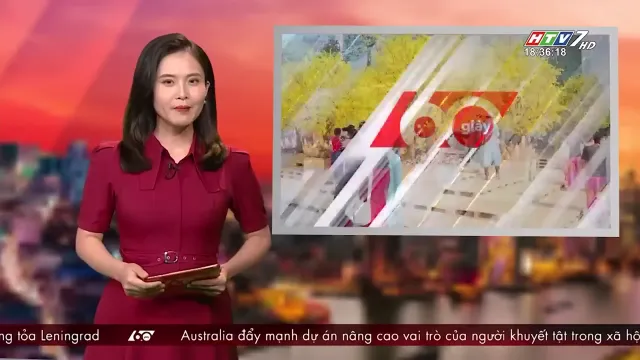 HTV7 HD
18:36:18
60 giây
ng tỏa Leningrad 60 Australia đẩy mạnh dự án nâng cao vai trò của người khuyết tật trong xã hộ